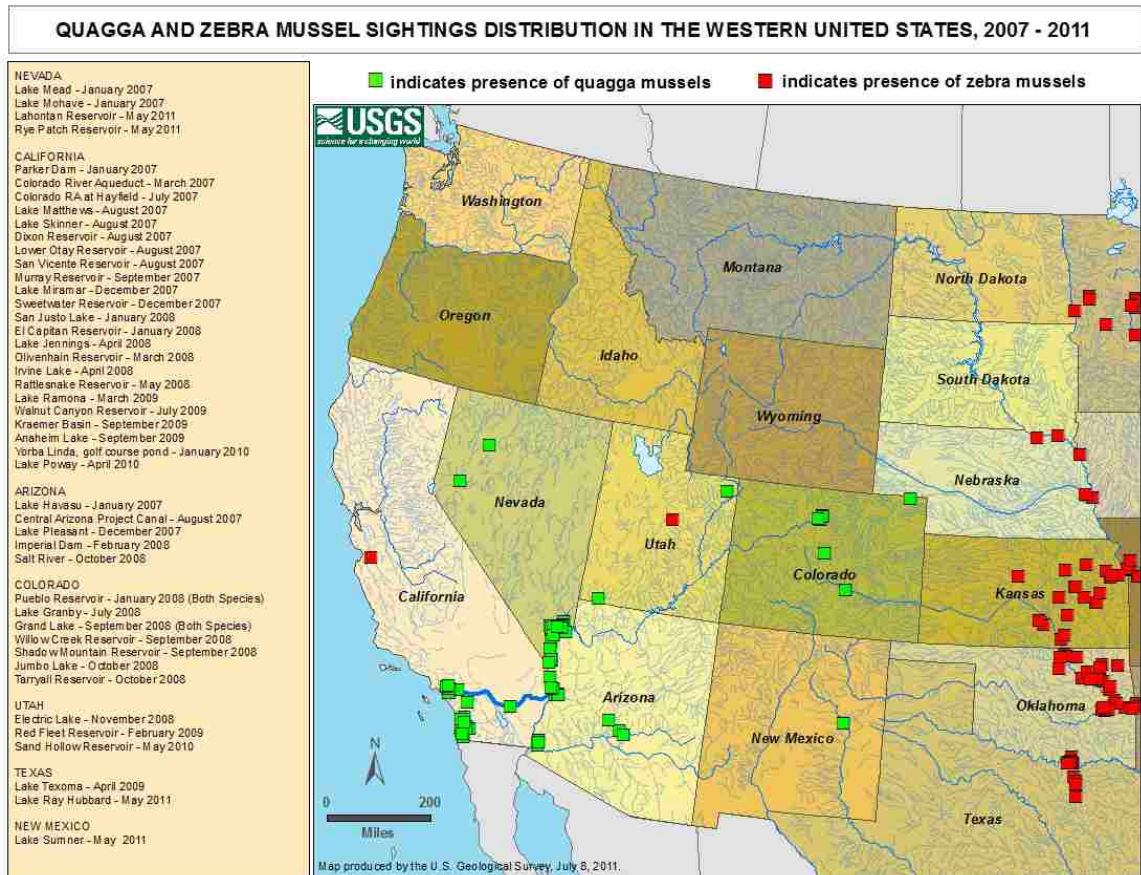 QUAGGA AND ZEBRA MUSSEL SIGHTINGS DISTRIBUTION IN THE WESTERN UNITED STATES, 2007 - 2011
NEVADA
Lake Mead - January 2007
Lake Mohave - January 2007
Lahontan Reservoir - May 2011
Rye Patch Reservoir - May 2011
CALIFORNIA
Parker Dam - January 2007
Colorado River Aqueduct - March 2007
Colorado RA at Hayfield - July 2007
Lake Matthews - August 2007
Lake Skinner - August 2007
Dixon Reservoir - August 2007
Lower Otay Reservoir - August 2007
San Vicente Reservoir - August 2007
Murray Reservoir - September 2007
Lake Miramar - December 2007
Sweetwater Reservoir - December 2007
San Justo Lake - January 2008
El Capitan Reservoir - January 2008
Lake Jennings - April 2008
Olivenhain Reservoir - March 2008
Irvine Lake - April 2008
Rattlesnake Reservoir - May 2008
Lake Ramona - March 2009
Walnut Canyon Reservoir - July 2009
Kraemer Basin - September 2009
Anaheim Lake - September 2009
Yorba Linda, golf course pond - January 2010
Lake Poway - April 2010
ARIZONA
Lake Havasu - January 2007
Central Arizona Project Canal - August 2007
Lake Pleasant - December 2007
Imperial Dam - February 2008
Salt River - October 2008
COLORADO
Pueblo Reservoir - January 2008 (Both Species)
Lake Granby - July 2008
Grand Lake - September 2008 (Both Species)
Willow Creek Reservoir - September 2008
Shadow Mountain Reservoir - September 2008
Jumbo Lake - October 2008
Tarryall Reservoir - October 2008
UTAH
Electric Lake - November 2008
Red Fleet Reservoir - February 2009
Sand Hollow Reservoir - May 2010
TEXAS
Lake Texoma - April 2009
Lake Ray Hubbard - May 2011
NEW MEXICO
Lake Sumner - May 2011
indicates presence of quagga mussels
indicates presence of zebra mussels
USGS
science for a changing world
Washington
Montana
North Dakota
Oregon
Idaho
South Dakota
Wyoming
Nebraska
Nevada
Utah
Colorado
Kansas
California
Arizona
Oklahoma
New Mexico
Texas
N
0 200
Miles
Map produced by the U.S. Geological Survey, July 8, 2011.